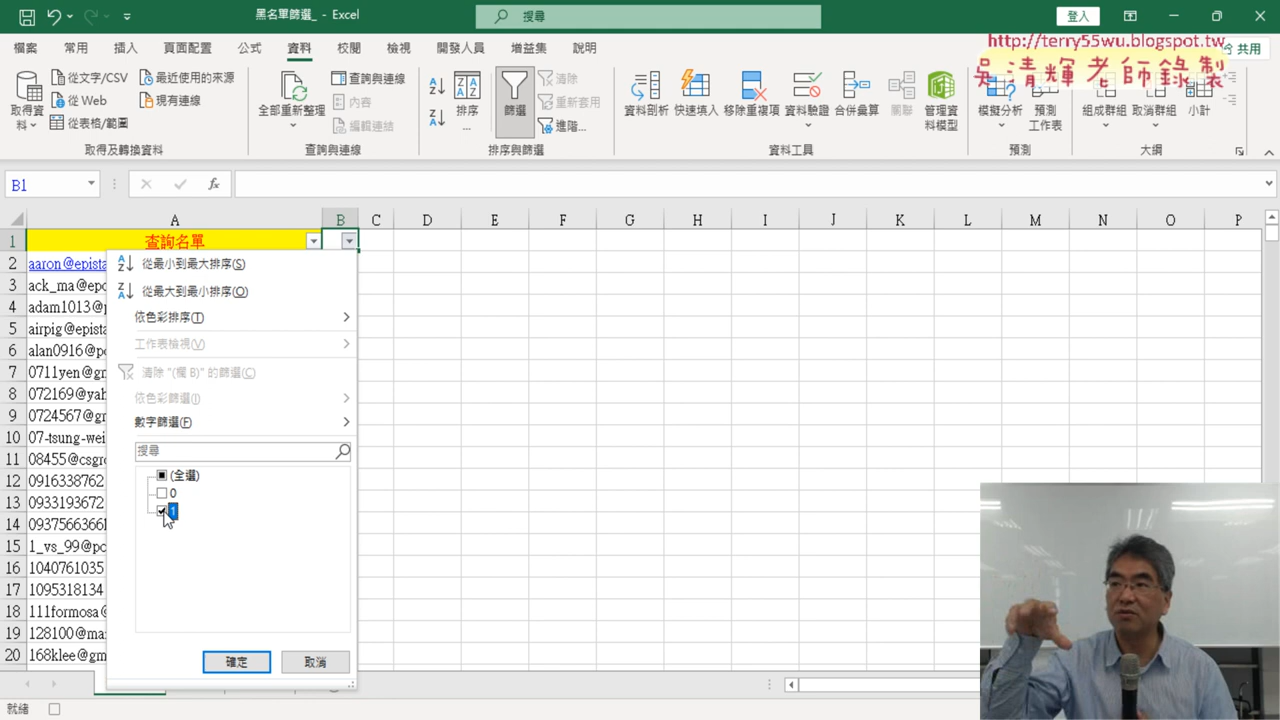 黑名單篩選_ - Excel
搜尋
登入
檔案 常用 插入 頁面配置 公式 資料 校閱 檢視 開發人員 增益集 說明
http://terry55wu.blogspot.tw
共用
吳清輝老師錄製
取得資料
從文字/CSV
從 Web
從表格/範圍
最近使用的來源
現有連線
取得及轉換資料
全部重新整理
查詢與連線
內容
編輯連結
查詢與連線
排序...
篩選
清除
重新套用
進階...
排序與篩選
資料剖析 快速填入 移除重複項 資料驗證 合併彙算 關聯 管理資料模型
資料工具
模擬分析 預測工作表
預測
組成群組 取消群組 小計
大綱
B1
fx
A B C D E F G H I J K L M N O P
1 查詢名單
2 aaron@epista
3 ack_ma@epo
4 adam1013@p
5 airpig@epista
6 alan0916@po
7 0711yen@gm
8 072169@yah
9 0724567@gm
10 07-tsung-wei
11 08455@csgro
12 0916338762
13 0933193672
14 0937566366
15 1_vs_99@po
16 1040761035
17 1095318134
18 111formosa@
19 128100@ma
20 168klee@gm
從最小到最大排序(S)
從最大到最小排序(O)
依色彩排序(T)
工作表檢視(V)
清除 "(欄 B)" 的篩選(C)
依色彩篩選(I)
數字篩選(F)
搜尋
(全選)
0
1
確定 取消
就緒